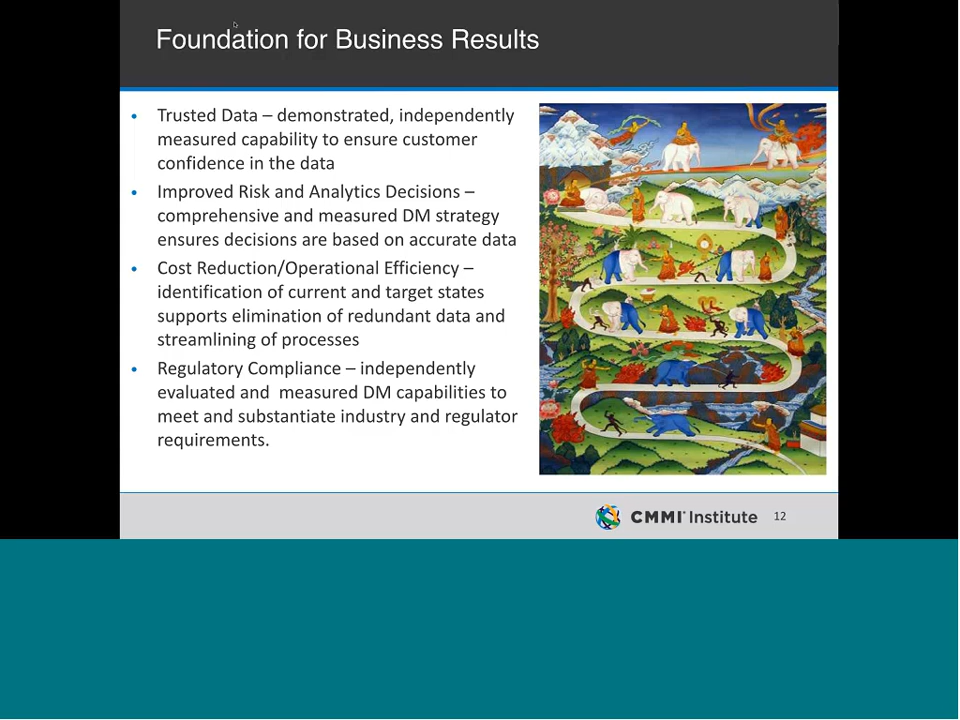 Foundation for Business Results
• Trusted Data – demonstrated, independently
measured capability to ensure customer
confidence in the data
• Improved Risk and Analytics Decisions –
comprehensive and measured DM strategy
ensures decisions are based on accurate data
• Cost Reduction/Operational Efficiency –
identification of current and target states
supports elimination of redundant data and
streamlining of processes
• Regulatory Compliance – independently
evaluated and  measured DM capabilities to
meet and substantiate industry and regulator
requirements.
CMMI® Institute
12